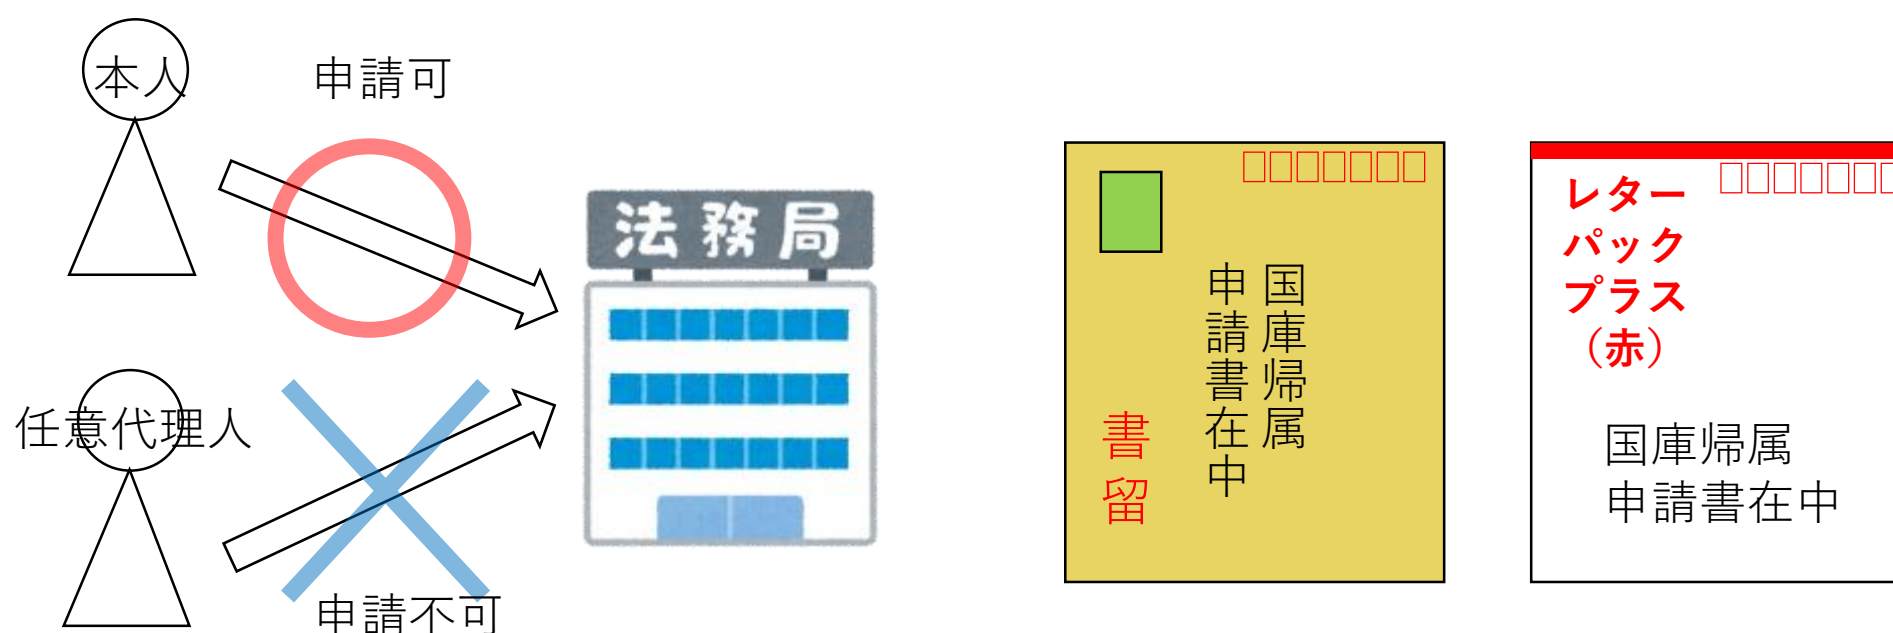 本人
申請可
任意代理人
申請不可
法務局
国庫帰属
申請書在中
書留
レター
パック
プラス
（赤）
国庫帰属
申請書在中